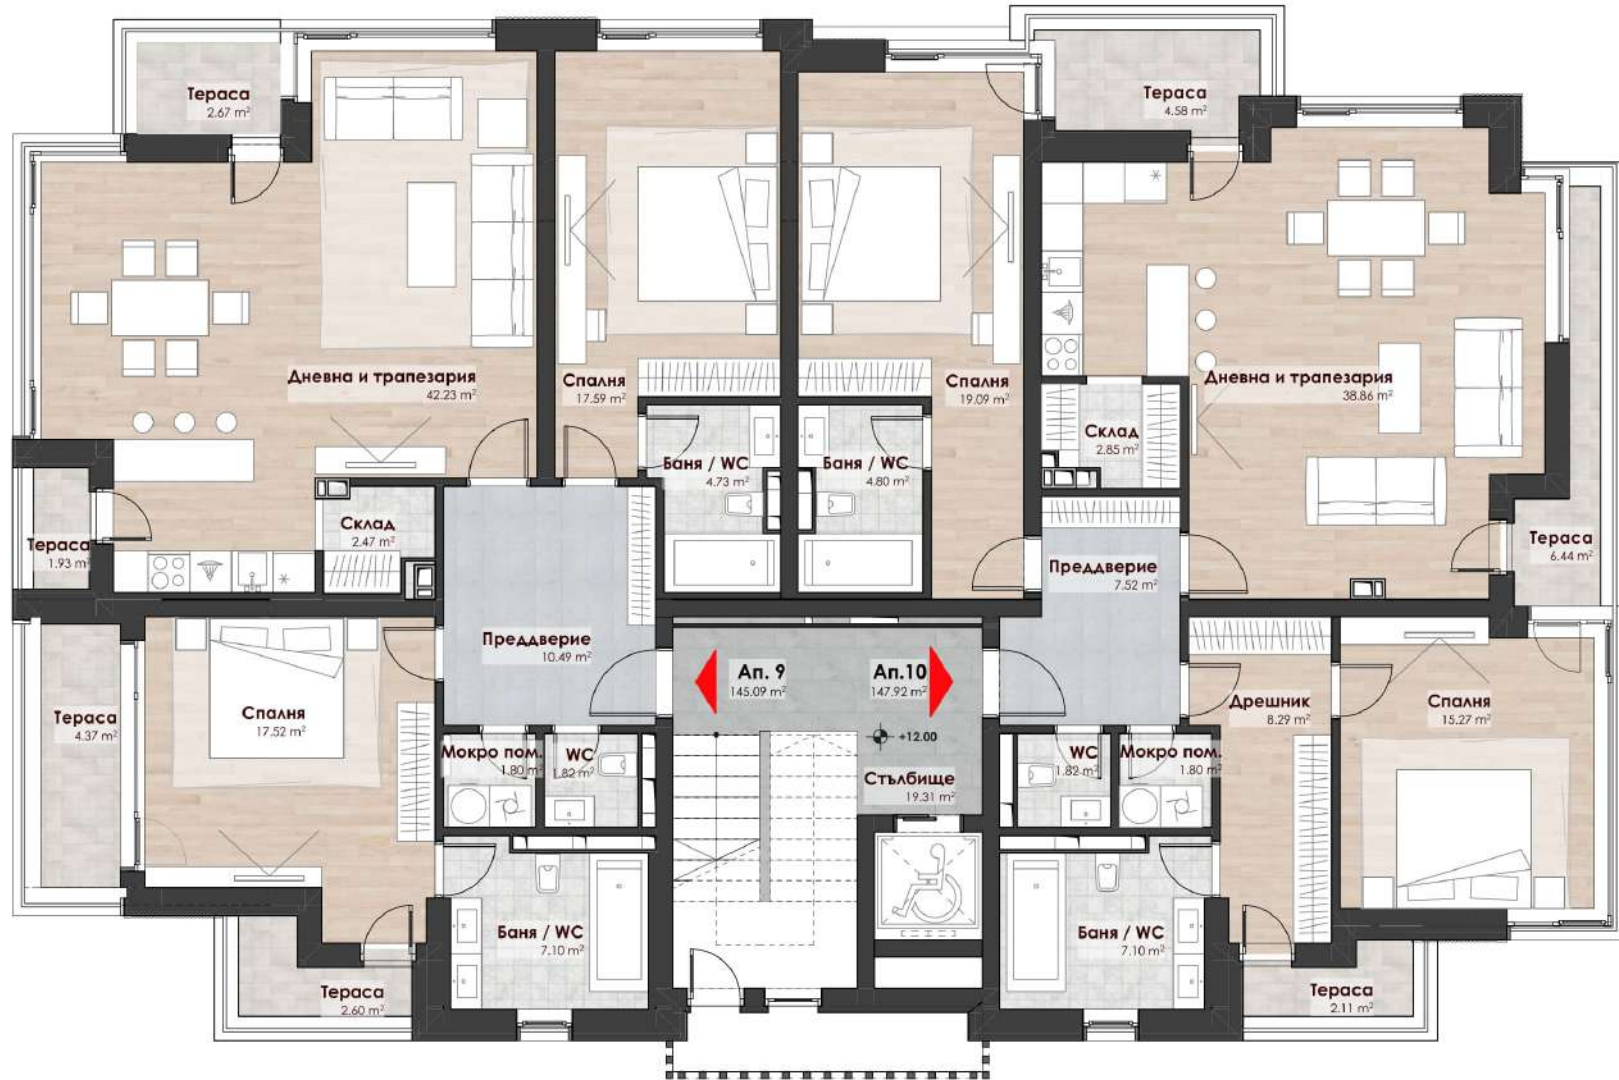 Тераса
2.67 m²
Тераса
4.58 m²
Дневна и трапезария
42.23 m²
Спалня
17.59 m²
Спалня
19.09 m²
Дневна и трапезария
38.86 m²
Баня / WC
4.73 m²
Баня / WC
4.80 m²
Склад
2.85 m²
Склад
2.47 m²
Тераса
1.93 m²
Преддверие
7.52 m²
Тераса
6.44 m²
Преддверие
10.49 m²
Ап. 9
145.09 m²
Ап.10
147.92 m²
Тераса
4.37 m²
Спалня
17.52 m²
Дрешник
8.29 m²
Спалня
15.27 m²
+12.00
Мокро пом.
1.80 m²
WC
1.82 m²
Стълбище
19.31 m²
WC
1.82 m²
Мокро пом.
1.80 m²
Баня / WC
7.10 m²
Баня / WC
7.10 m²
Тераса
2.60 m²
Тераса
2.11 m²